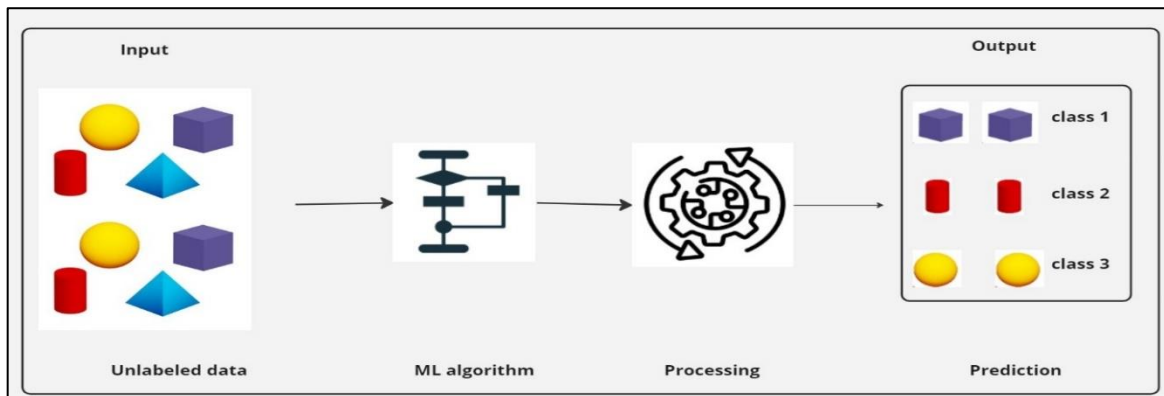 Input
Output
class 1
class 2
class 3
Unlabeled data
ML algorithm
Processing
Prediction